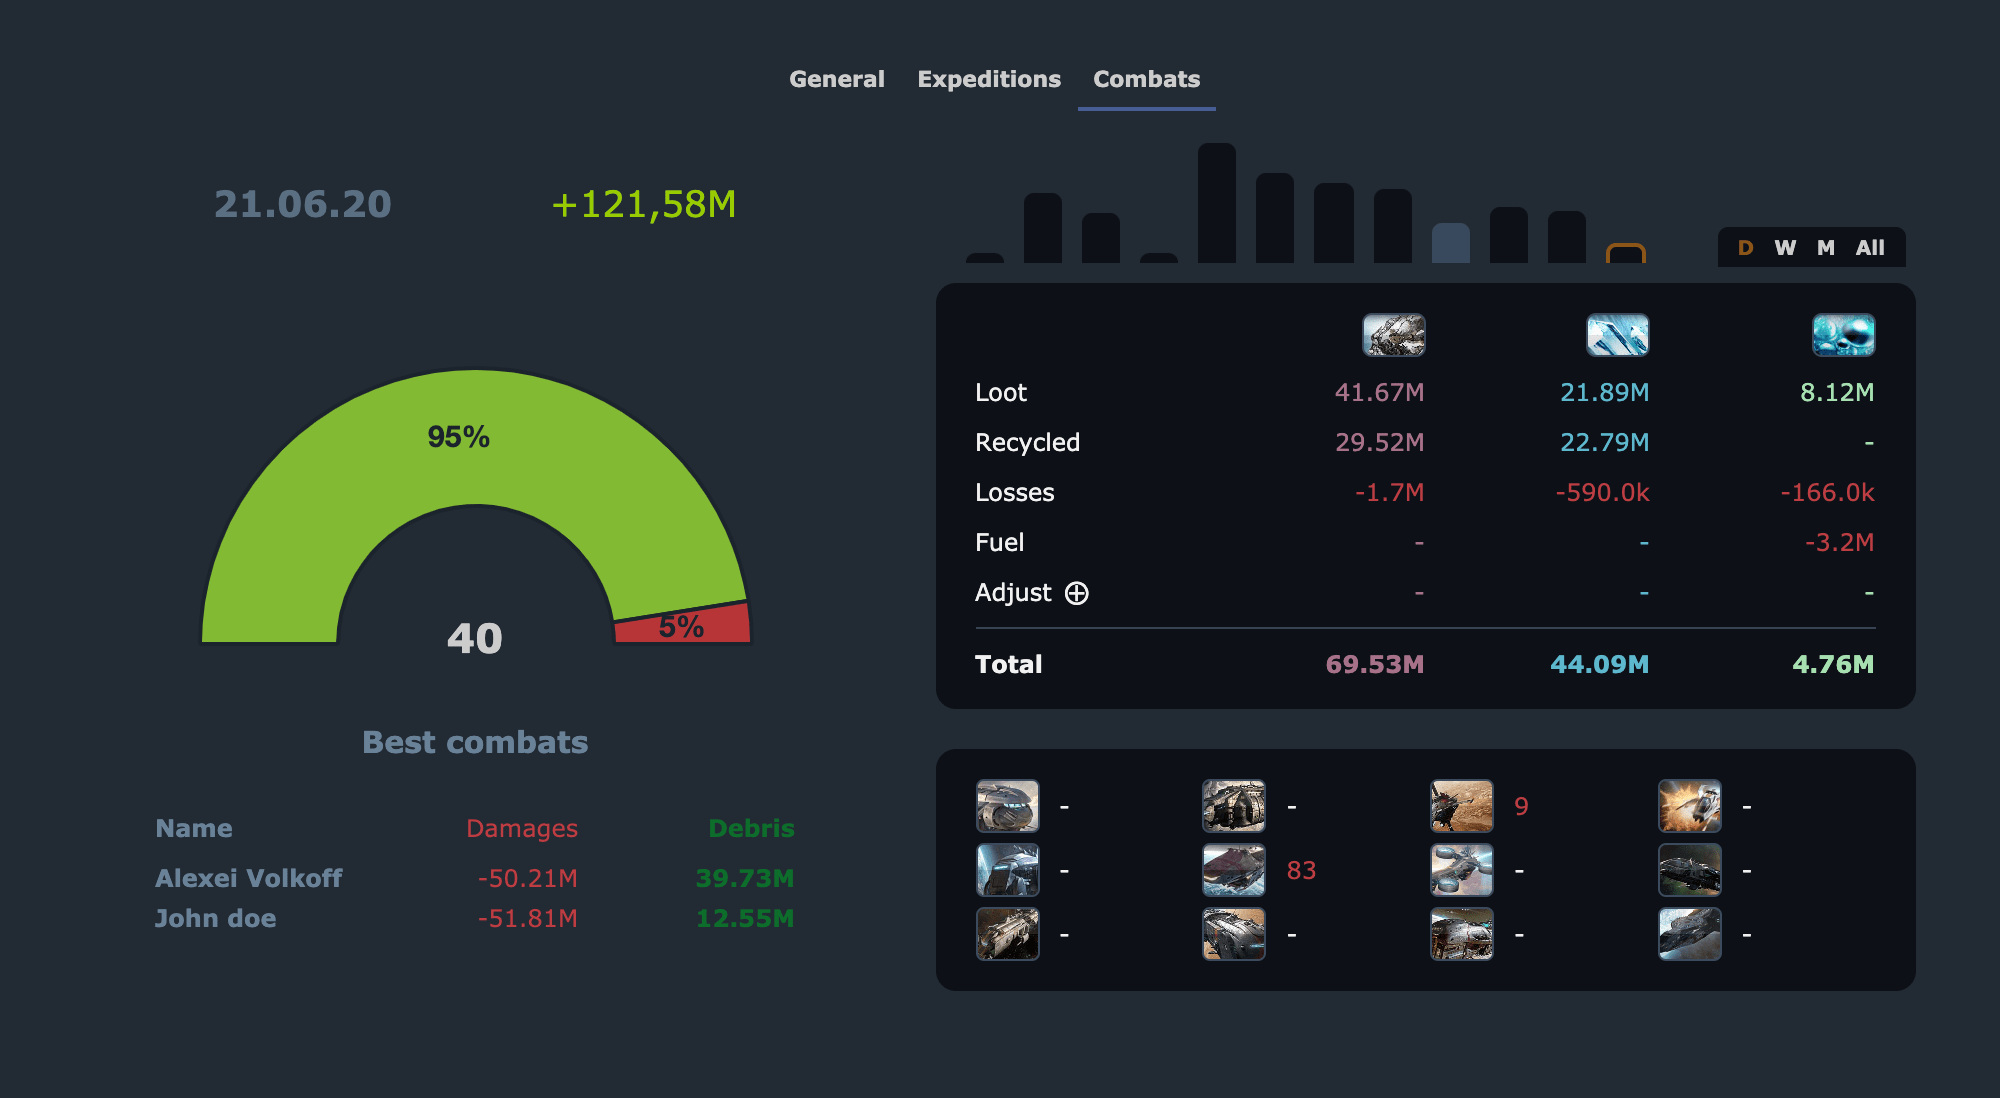 General Expeditions Combats
21.06.20 +121,58M
D W M All
95%
5%
40
Loot 41.67M 21.89M 8.12M
Recycled 29.52M 22.79M -
Losses -1.7M -590.0k -166.0k
Fuel - - -3.2M
Adjust - - -
Total 69.53M 44.09M 4.76M
Best combats
Name Damages Debris
Alexei Volkoff -50.21M 39.73M
John doe -51.81M 12.55M
- - 9 -
- 83 - -
- - - -